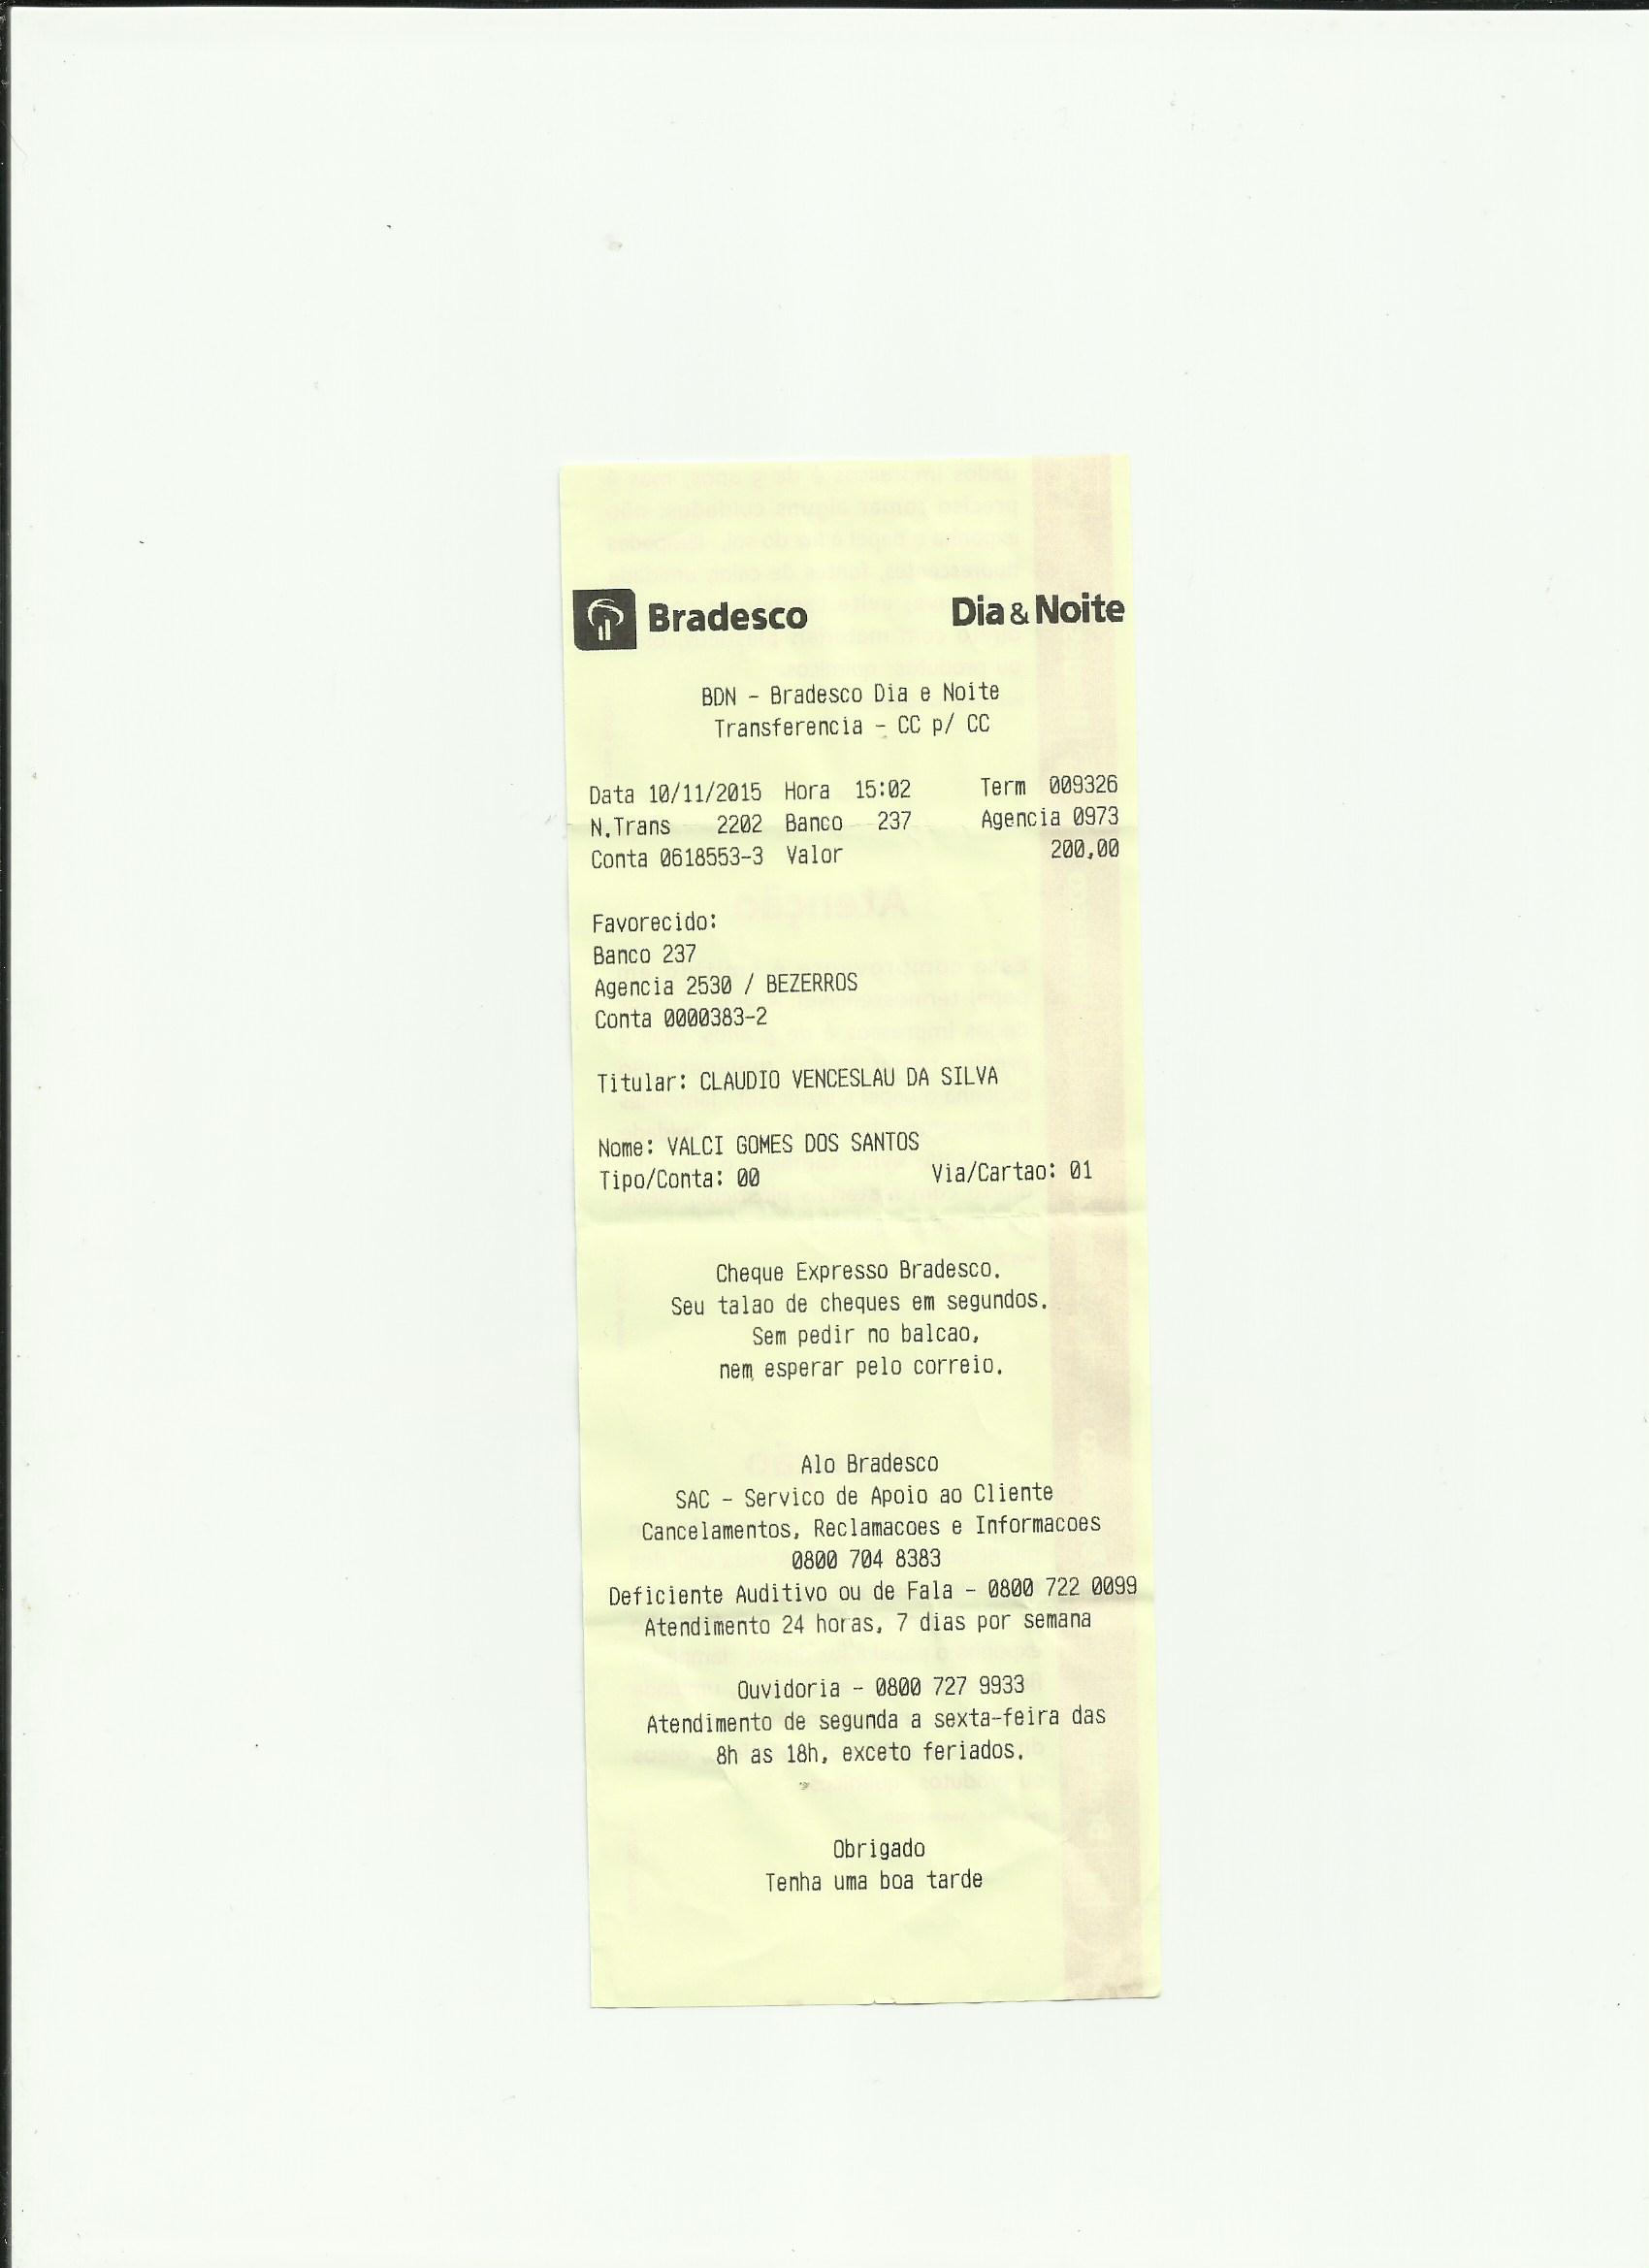 Bradesco Dia & Noite
BDN - Bradesco Dia e Noite
Transferencia - CC p/ CC
Data 10/11/2015 Hora 15:02 Term 009326
N.Trans 2202 Banco 237 Agencia 0973
Conta 0618553-3 Valor 200,00
Favorecido:
Banco 237
Agencia 2530 / BEZERROS
Conta 0000383-2
Titular: CLAUDIO VENCESLAU DA SILVA
Nome: VALCI GOMES DOS SANTOS
Tipo/Conta: 00 Via/Cartao: 01
Cheque Expresso Bradesco.
Seu talao de cheques em segundos.
Sem pedir no balcao,
nem esperar pelo correio.
Alo Bradesco
SAC - Servico de Apoio ao Cliente
Cancelamentos, Reclamacoes e Informacoes
0800 704 8383
Deficiente Auditivo ou de Fala - 0800 722 0099
Atendimento 24 horas, 7 dias por semana
Ouvidoria - 0800 727 9933
Atendimento de segunda a sexta-feira das
8h as 18h, exceto feriados.
Obrigado
Tenha uma boa tarde